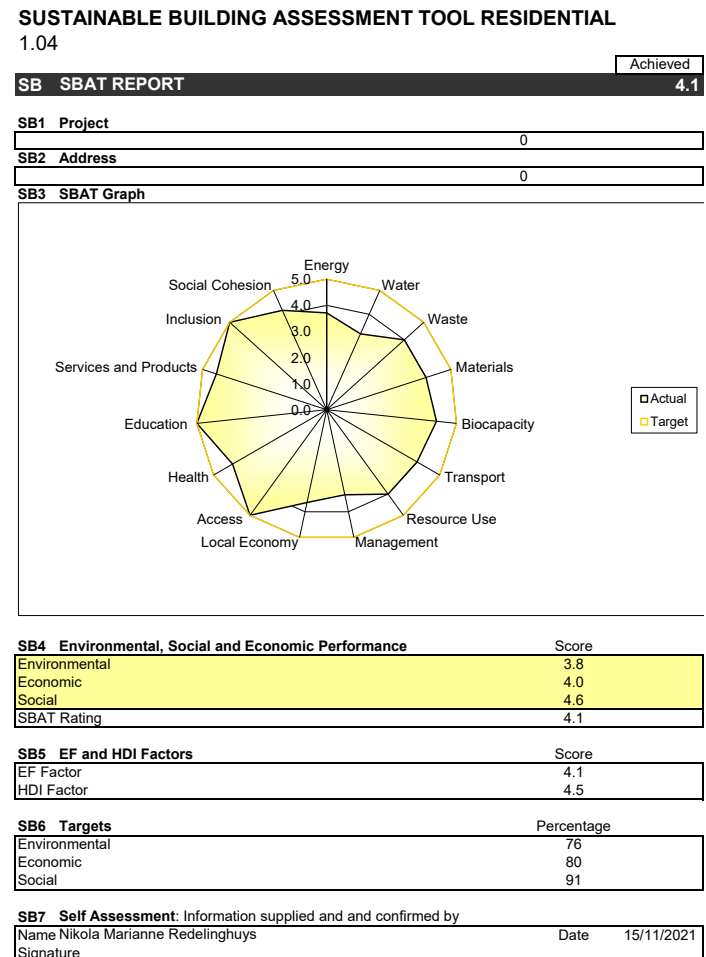 SUSTAINABLE BUILDING ASSESSMENT TOOL RESIDENTIAL
1.04
Achieved
SB SBAT REPORT 4.1
SB1 Project
0
SB2 Address
0
SB3 SBAT Graph
Energy
5.0
Social Cohesion
Water
4.0
Inclusion
Waste
3.0
Services and Products
2.0
Materials
1.0
Actual
0.0
Target
Education
Biocapacity
Health
Transport
Access
Resource Use
Local Economy
Management
SB4 Environmental, Social and Economic Performance Score
Environmental 3.8
Economic 4.0
Social 4.6
SBAT Rating 4.1
SB5 EF and HDI Factors Score
EF Factor 4.1
HDI Factor 4.5
SB6 Targets Percentage
Environmental 76
Economic 80
Social 91
SB7 Self Assessment: Information supplied and and confirmed by
Name Nikola Marianne Redelinghuys Date 15/11/2021
Signature